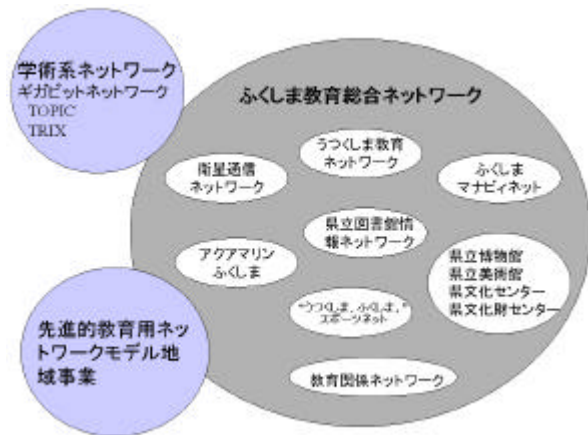 学術系ネットワーク
ギガビットネットワーク
TOPIC
TRIX
ふくしま教育総合ネットワーク
うつくしま教育
ネットワーク
衛星通信
ネットワーク
ふくしま
マナビィネット
県立図書館情
報ネットワーク
アクアマリン
ふくしま
県立博物館
県立美術館
県文化センター
県文化財センター
"うつくしま、ふくしま。"
スポーツネット
教育関係ネットワーク
先進的教育用ネッ
トワークモデル地
域事業